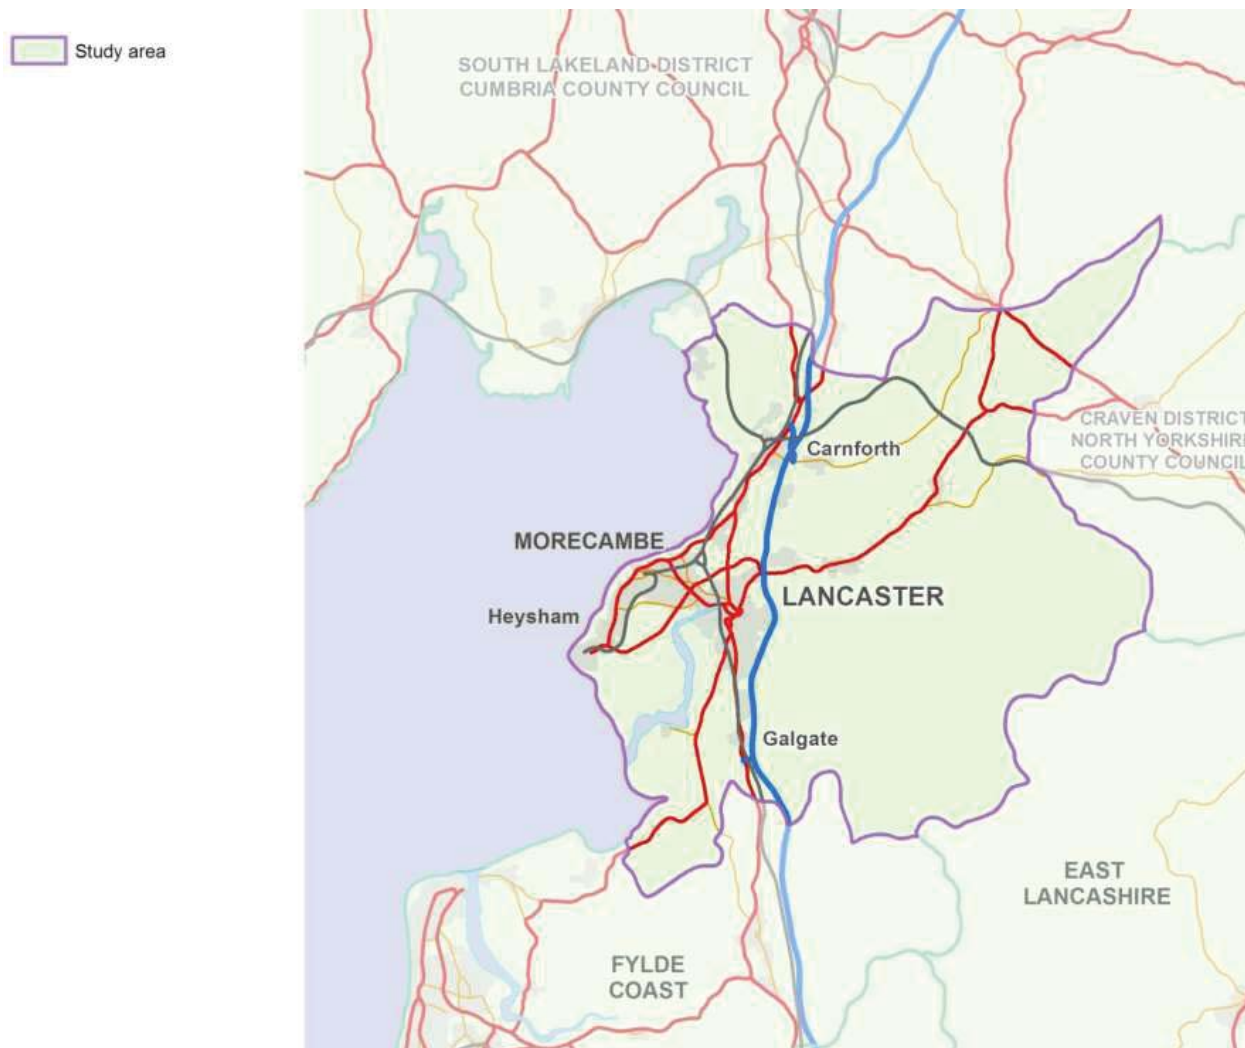 Study area
SOUTH LAKELAND DISTRICT
CUMBRIA COUNTY COUNCIL
CRAVEN DISTRICT
NORTH YORKSHIRE
COUNTY COUNCIL
Carnforth
MORECAMBE
LANCASTER
Heysham
Galgate
EAST
LANCASHIRE
FYLDE
COAST